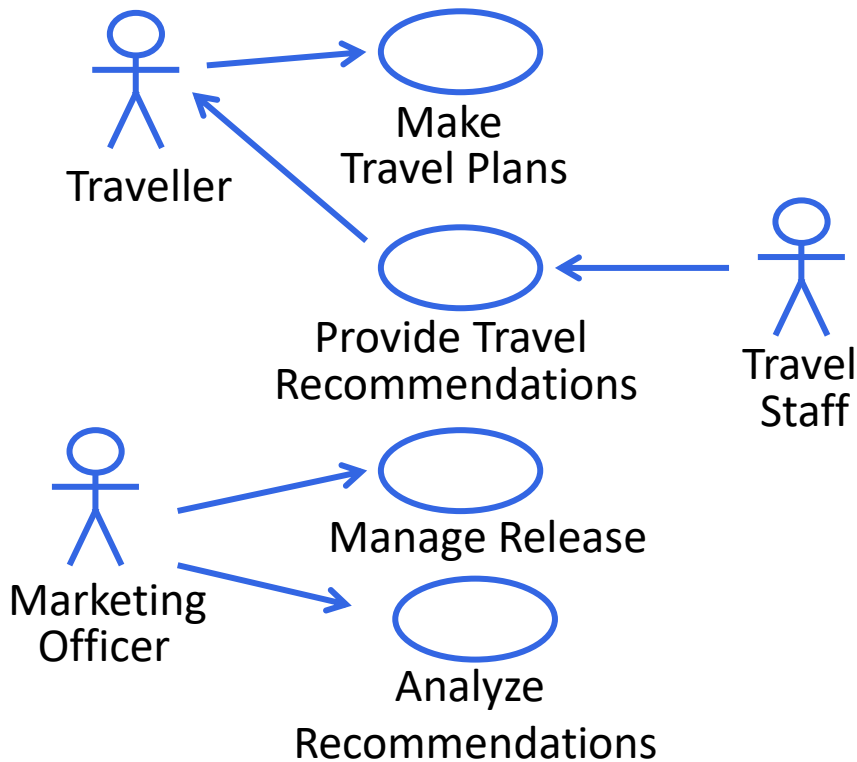 Make
Travel Plans
Traveller
Provide Travel
Recommendations
Travel
Staff
Manage Release
Marketing
Officer
Analyze
Recommendations